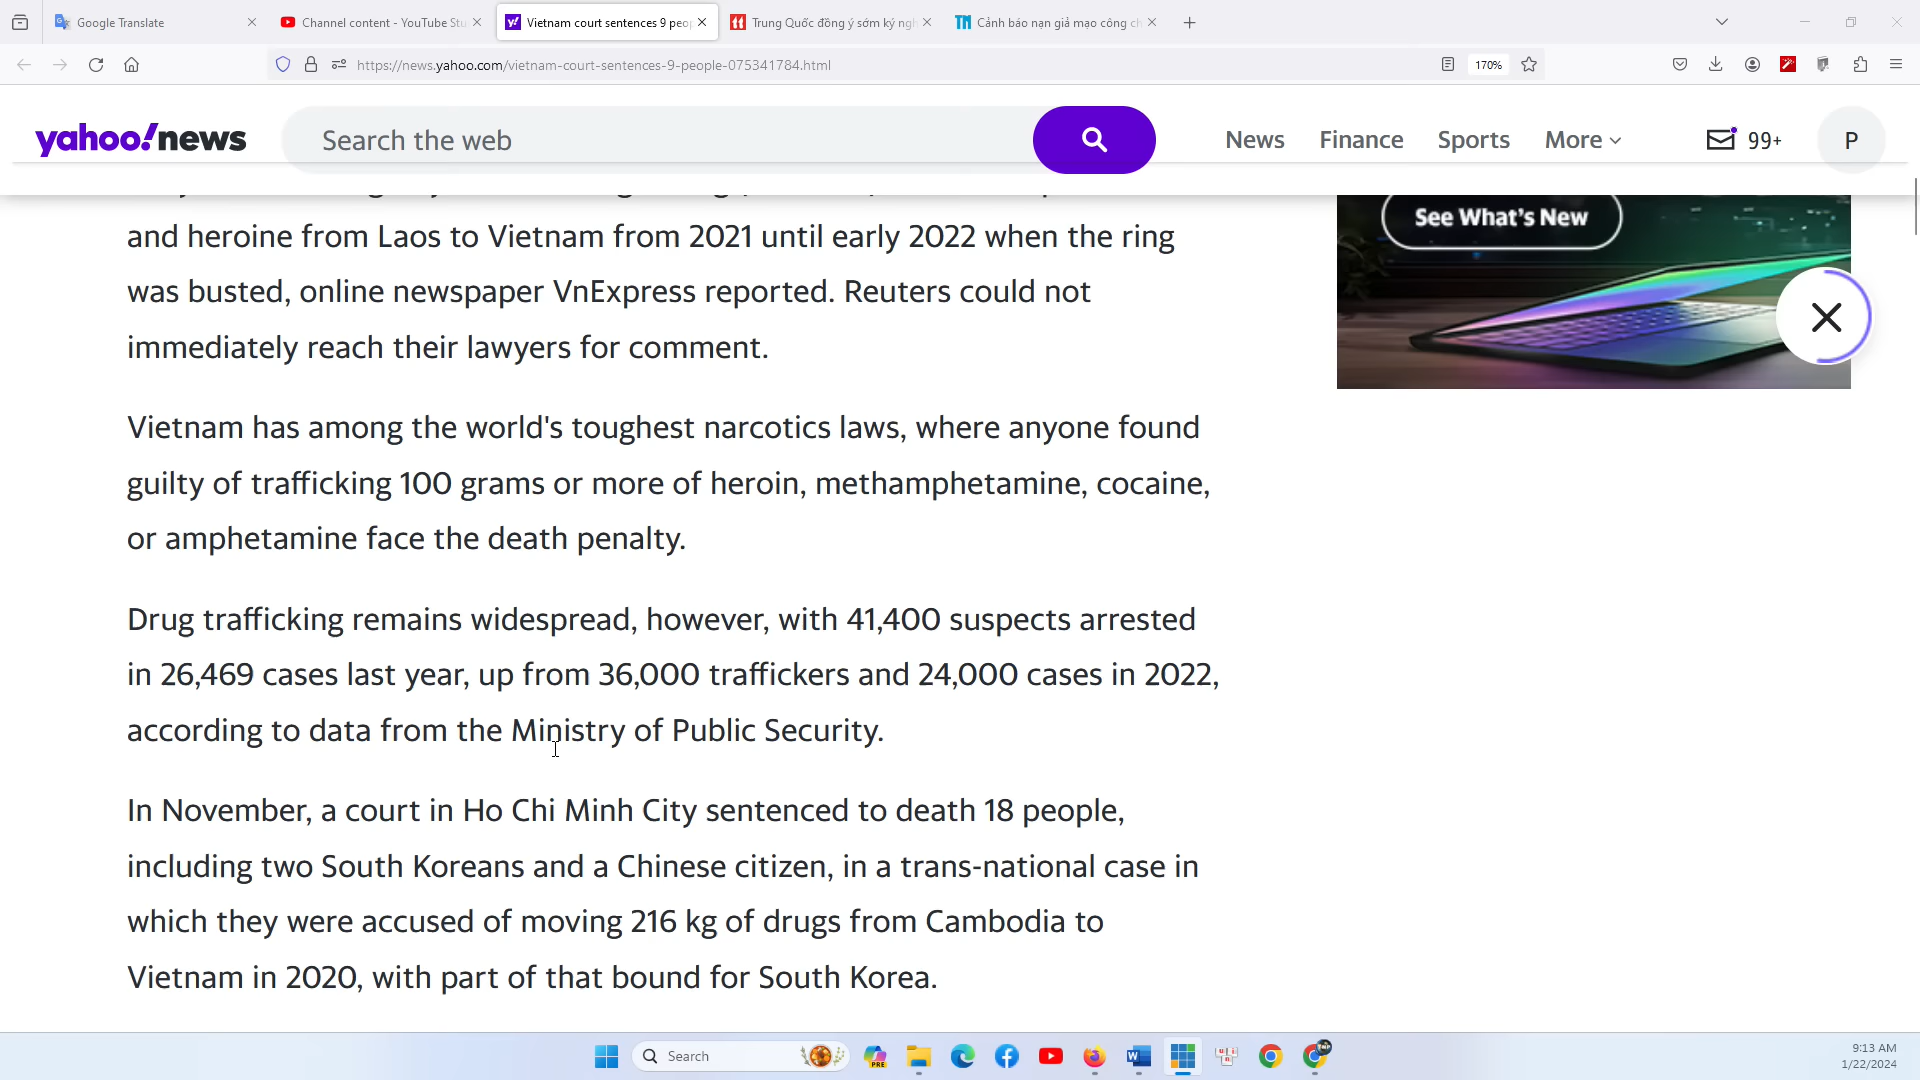 Google Translate
Channel content - YouTube Stu
Vietnam court sentences 9 peo
Trung Quốc đồng ý sớm ký ngh
Cảnh báo nạn giả mạo công ch
https://news.yahoo.com/vietnam-court-sentences-9-people-075341784.html
170%
yahoo!news
Search the web
News
Finance
Sports
More
99+
P
and heroine from Laos to Vietnam from 2021 until early 2022 when the ring
was busted, online newspaper VnExpress reported. Reuters could not
immediately reach their lawyers for comment.
Vietnam has among the world's toughest narcotics laws, where anyone found
guilty of trafficking 100 grams or more of heroin, methamphetamine, cocaine,
or amphetamine face the death penalty.
Drug trafficking remains widespread, however, with 41,400 suspects arrested
in 26,469 cases last year, up from 36,000 traffickers and 24,000 cases in 2022,
according to data from the Ministry of Public Security.
In November, a court in Ho Chi Minh City sentenced to death 18 people,
including two South Koreans and a Chinese citizen, in a trans-national case in
which they were accused of moving 216 kg of drugs from Cambodia to
Vietnam in 2020, with part of that bound for South Korea.
See What's New
Search
9:13 AM
1/22/2024